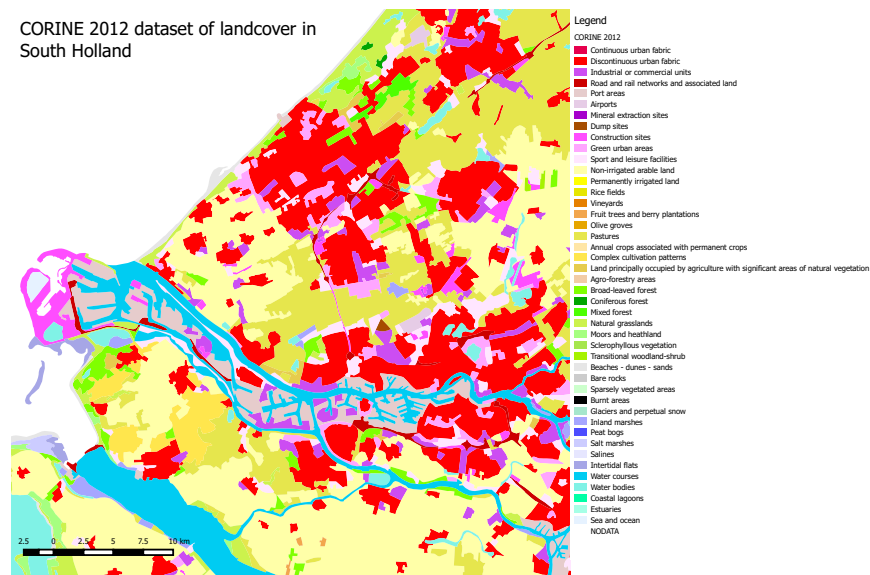 CORINE 2012 dataset of landcover in
South Holland
Legend
CORINE 2012
Continuous urban fabric
Discontinuous urban fabric
Industrial or commercial units
Road and rail networks and associated land
Port areas
Airports
Mineral extraction sites
Dump sites
Construction sites
Green urban areas
Sport and leisure facilities
Non-irrigated arable land
Permanently irrigated land
Rice fields
Vineyards
Fruit trees and berry plantations
Olive groves
Pastures
Annual crops associated with permanent crops
Complex cultivation patterns
Land principally occupied by agriculture with significant areas of natural vegetation
Agro-forestry areas
Broad-leaved forest
Coniferous forest
Mixed forest
Natural grasslands
Moors and heathland
Sclerophyllous vegetation
Transitional woodland-shrub
Beaches - dunes - sands
Bare rocks
Sparsely vegetated areas
Burnt areas
Glaciers and perpetual snow
Inland marshes
Peat bogs
Salt marshes
Salines
Intertidal flats
Water courses
Water bodies
Coastal lagoons
Estuaries
Sea and ocean
NODATA
2.5 0 2.5 5 7.5 10 km